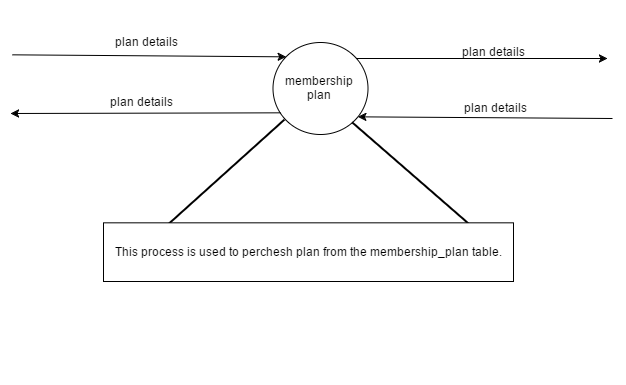 plan details
plan details
membership
plan
plan details
plan details
This process is used to perchesh plan from the membership_plan table.